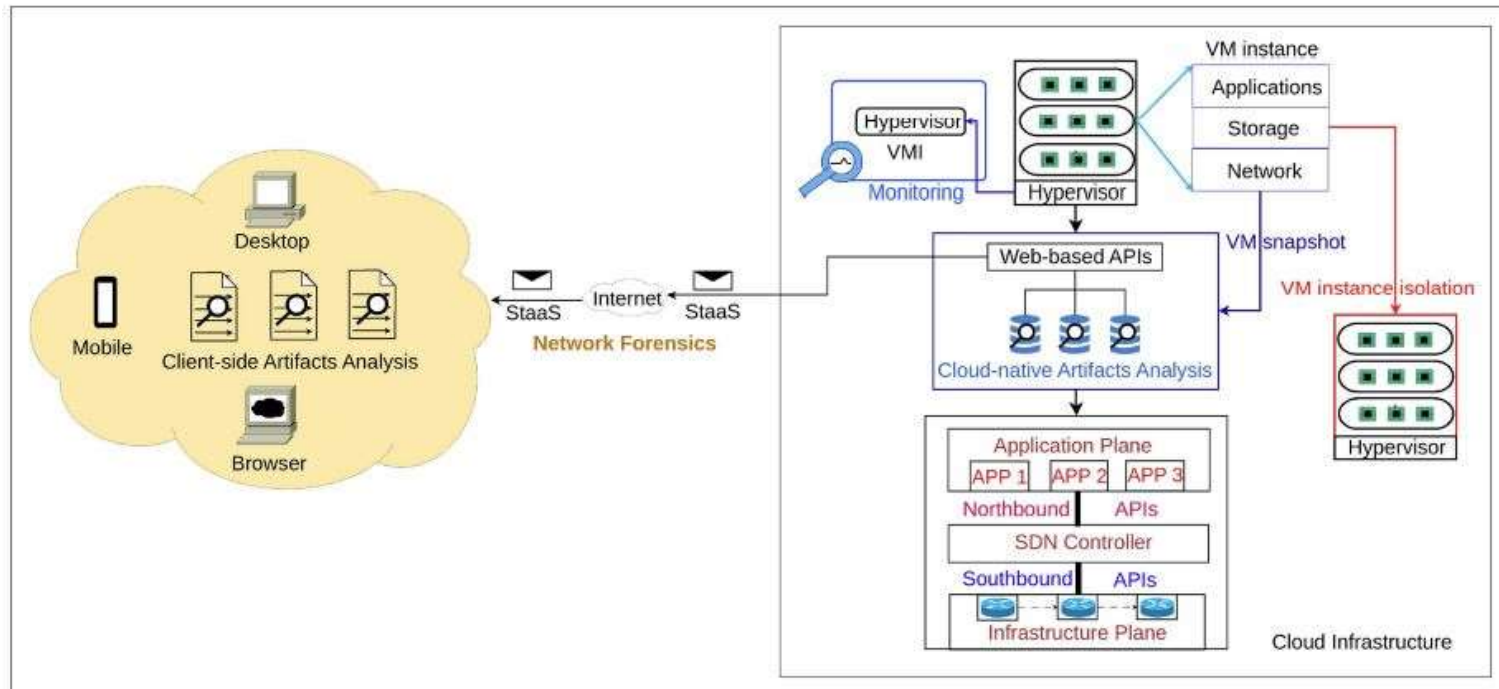 VM instance
Applications
Storage
Network
Hypervisor
VMI
Monitoring
Hypervisor
VM snapshot
VM instance isolation
Hypervisor
Web-based APIs
Cloud-native Artifacts Analysis
Desktop
Mobile
Client-side Artifacts Analysis
Browser
StaaS
Internet
StaaS
Network Forensics
Application Plane
APP 1
APP 2
APP 3
Northbound APIs
SDN Controller
Southbound APIs
Infrastructure Plane
Cloud Infrastructure